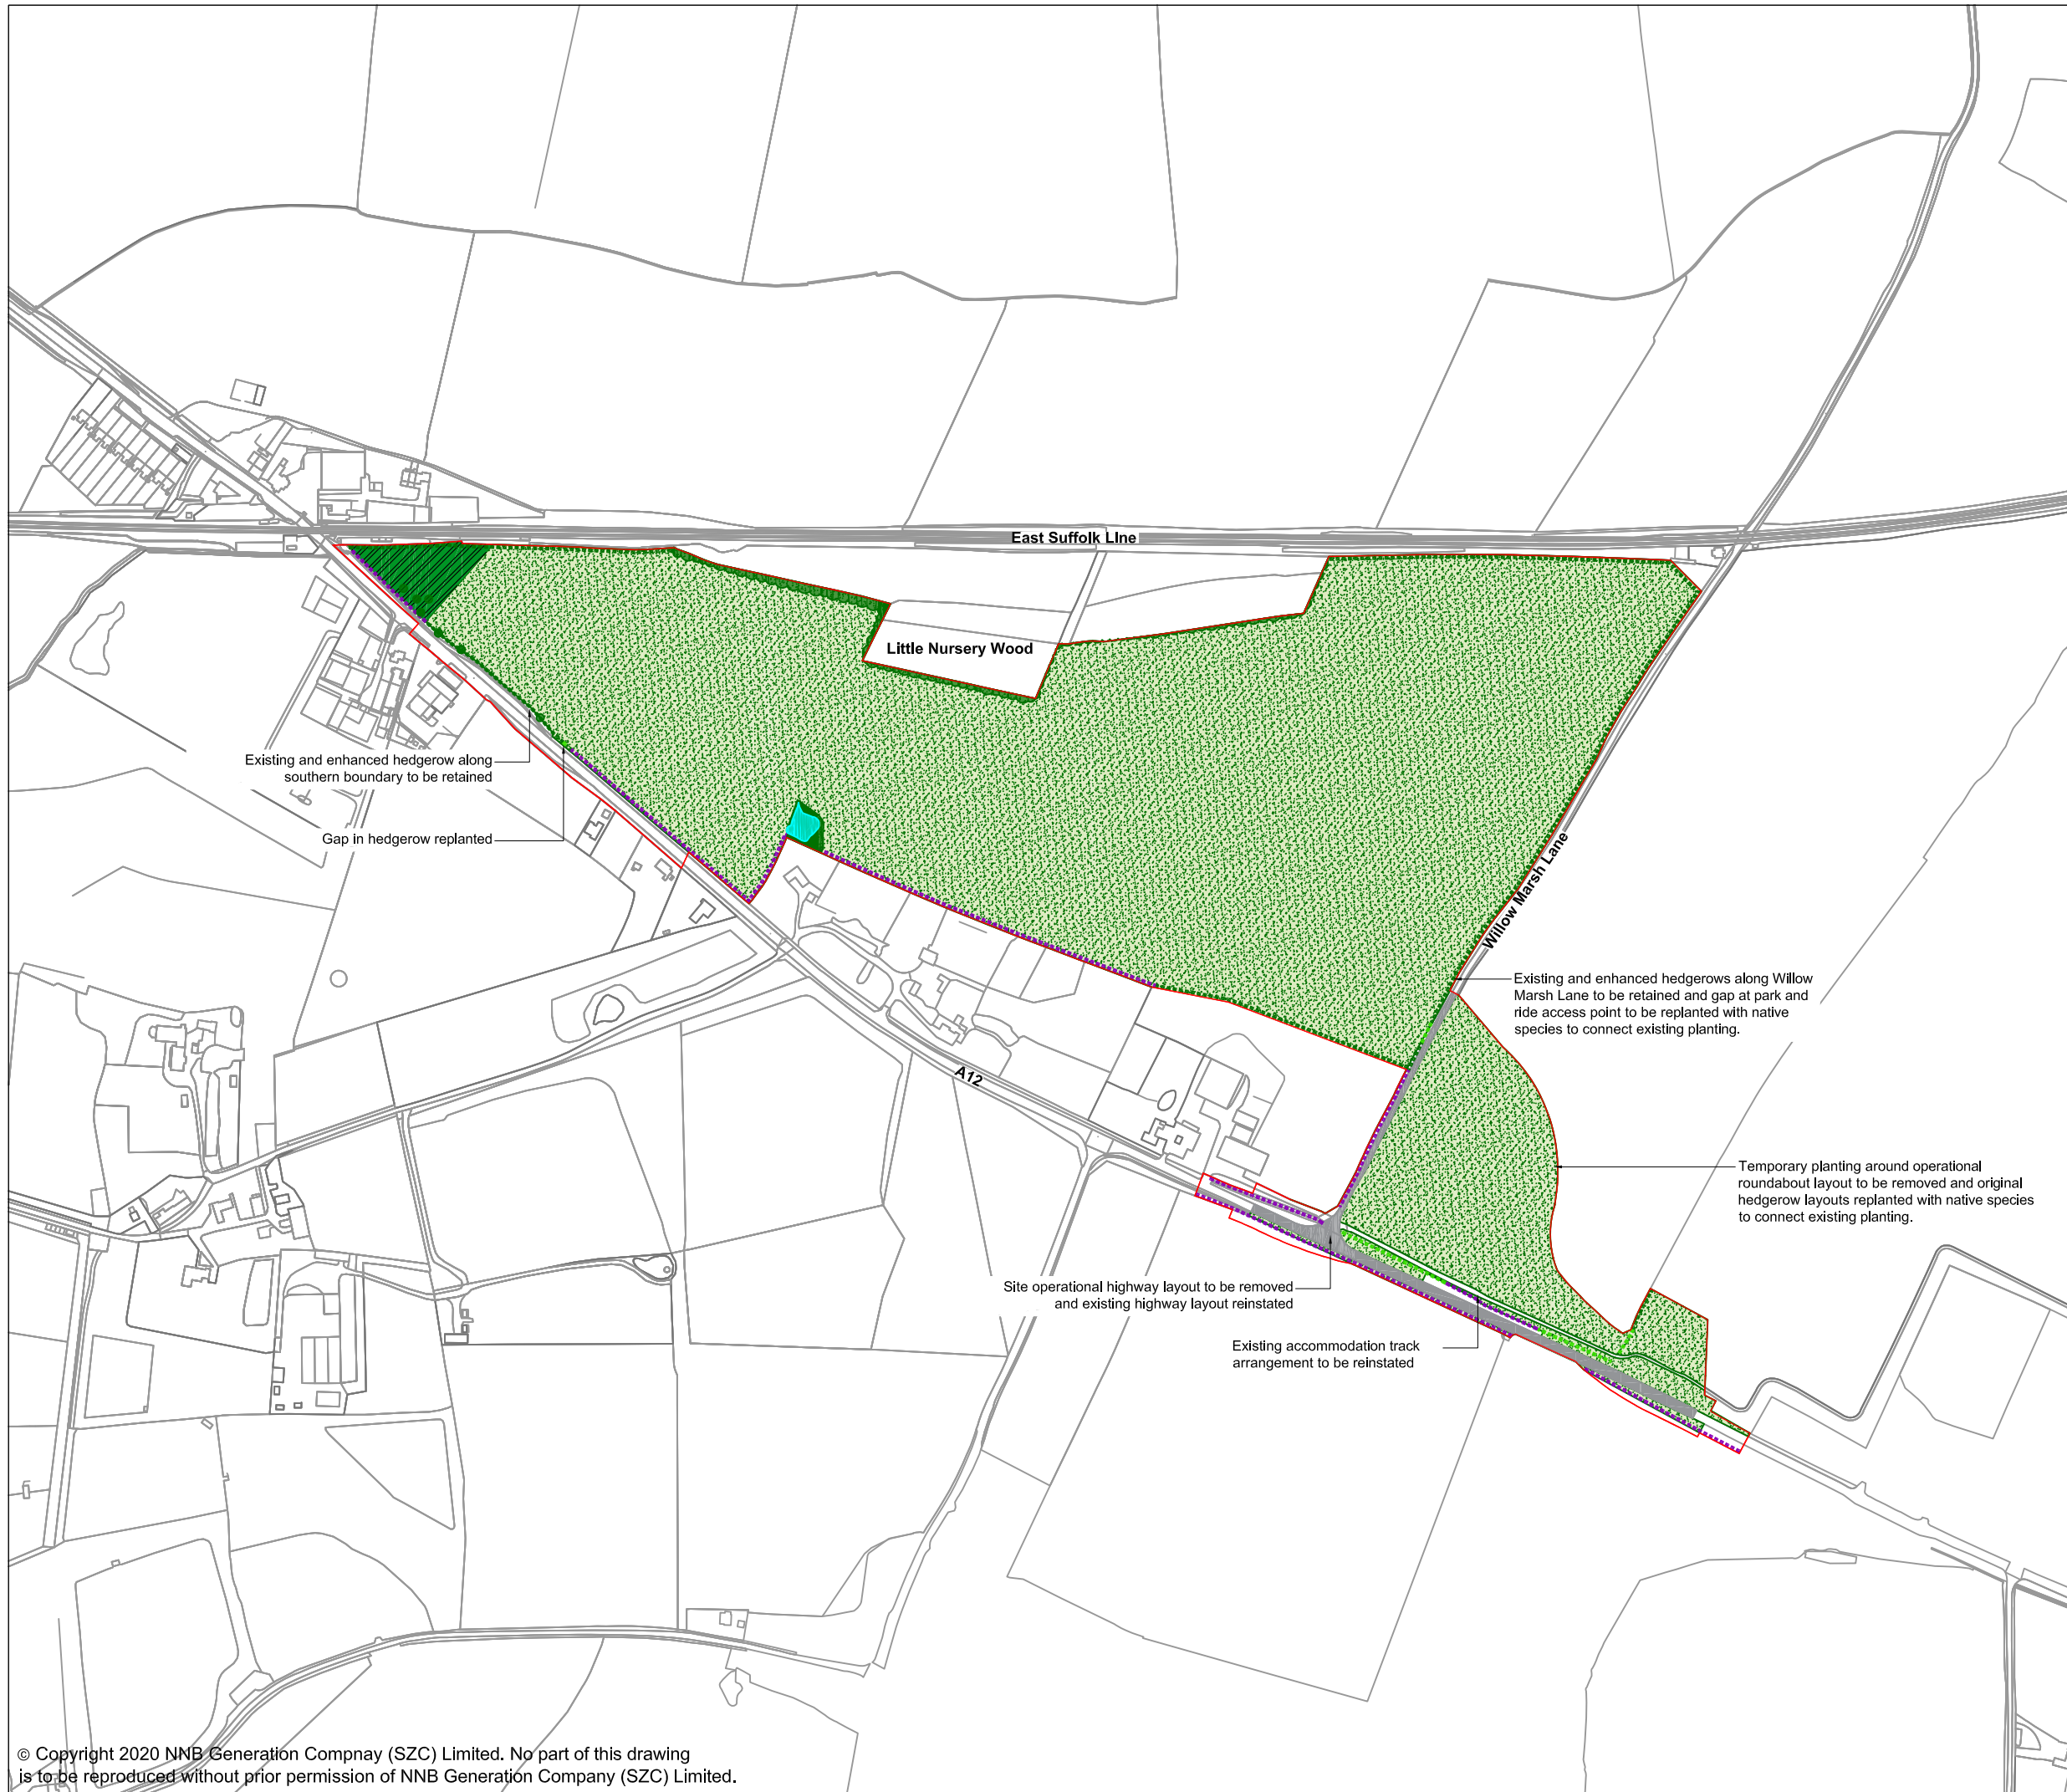 East Suffolk LIne
Little Nursery Wood
Existing and enhanced hedgerow along
southern boundary to be retained
Gap in hedgerow replanted
Willow Marsh Lane
Existing and enhanced hedgerows along Willow
Marsh Lane to be retained and gap at park and
ride access point to be replanted with native
species to connect existing planting.
A12
Temporary planting around operational
roundabout layout to be removed and original
hedgerow layouts replanted with native species
to connect existing planting.
Site operational highway layout to be removed
and existing highway layout reinstated
Existing accommodation track
arrangement to be reinstated
© Copyright 2020 NNB Generation Compnay (SZC) Limited. No part of this drawing
is to be reproduced without prior permission of NNB Generation Company (SZC) Limited.